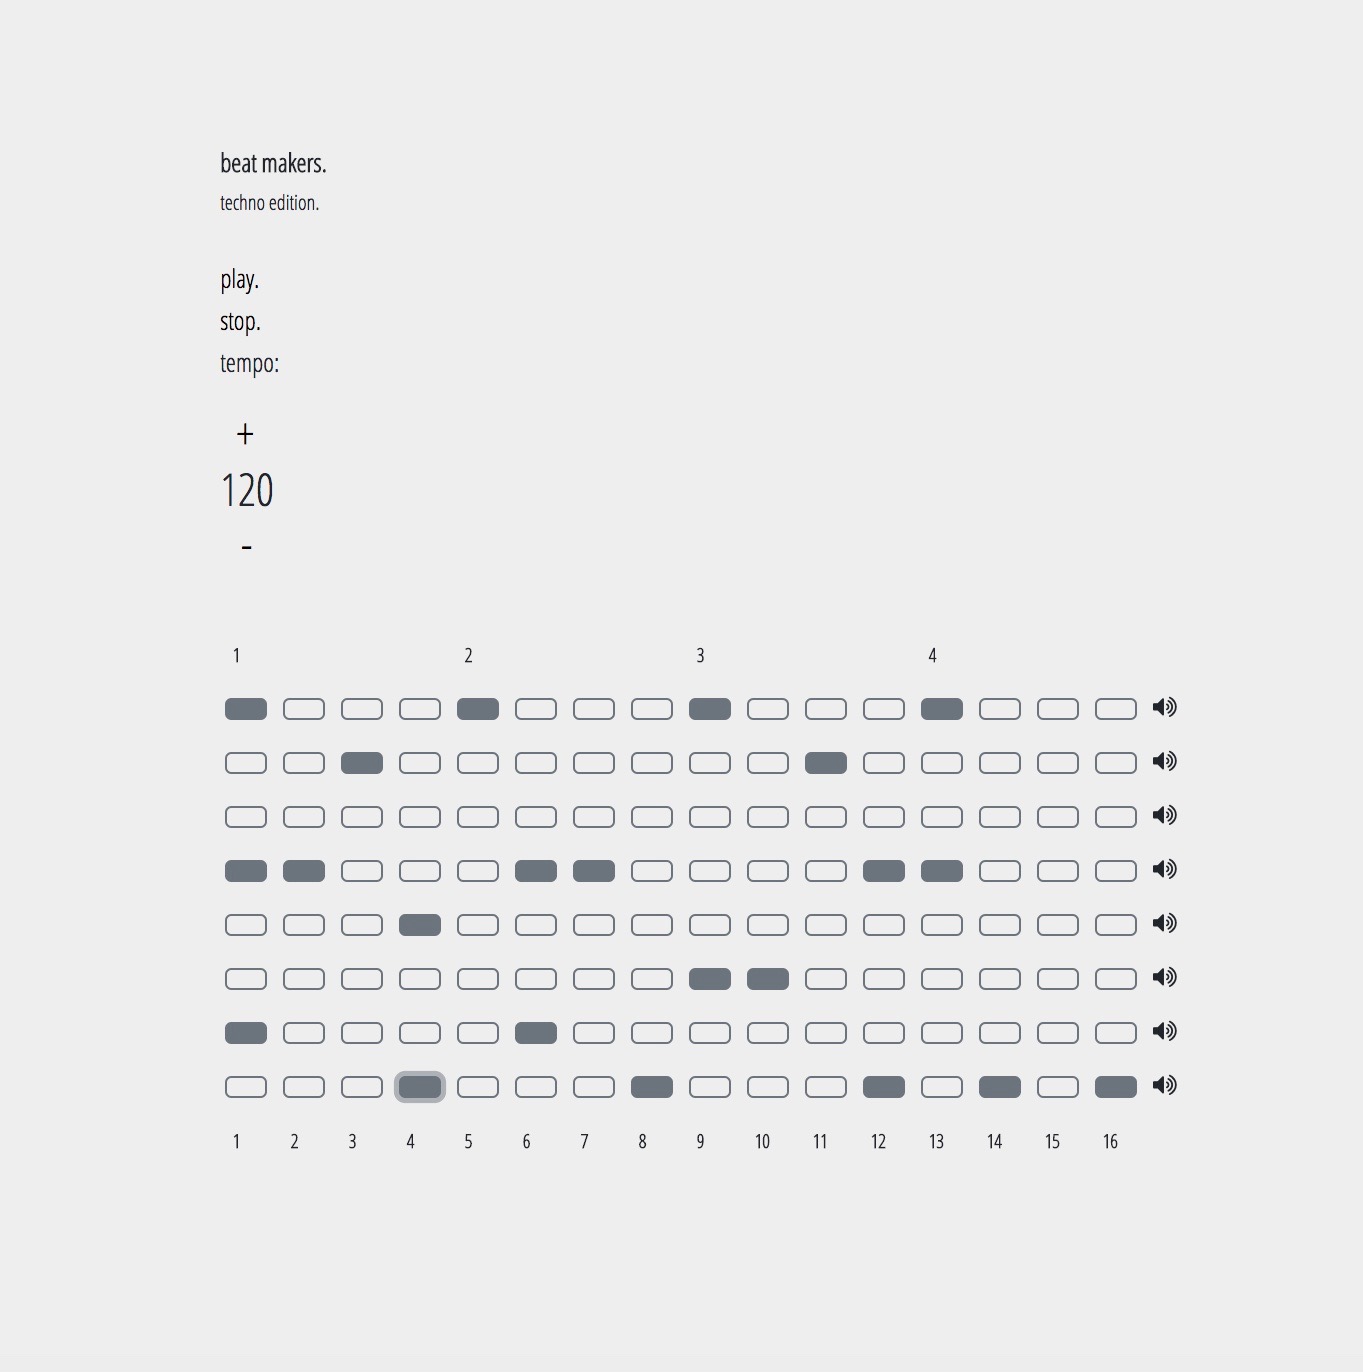 beat makers.
techno edition.
play.
stop.
tempo:
+
120
-
1 2 3 4
1 2 3 4 5 6 7 8 9 10 11 12 13 14 15 16